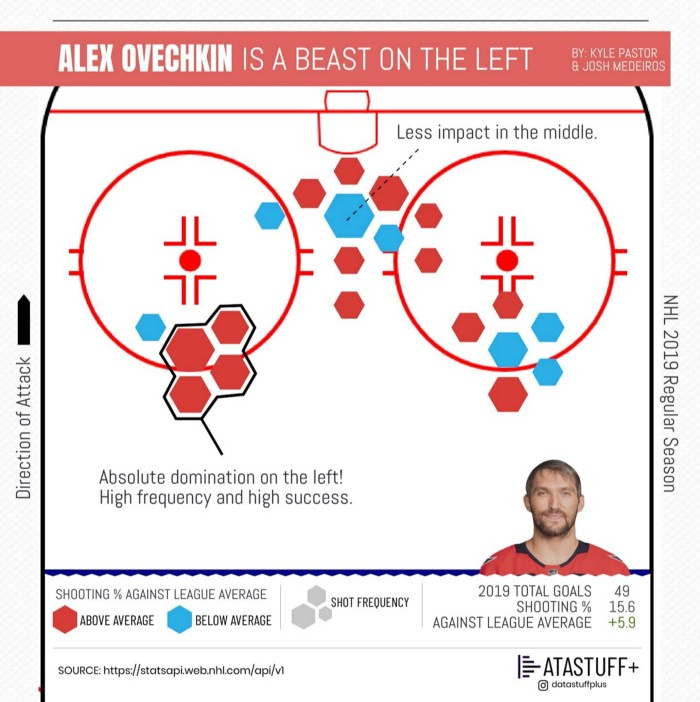 ALEX OVECHKIN IS A BEAST ON THE LEFT
BY: KYLE PASTOR
& JOSH MEDEIROS
Less impact in the middle.
Direction of Attack
NHL 2019 Regular Season
Absolute domination on the left!
High frequency and high success.
SHOOTING % AGAINST LEAGUE AVERAGE
ABOVE AVERAGE
BELOW AVERAGE
SHOT FREQUENCY
2019 TOTAL GOALS 49
SHOOTING % 15.6
AGAINST LEAGUE AVERAGE +5.9
SOURCE: https://statsapi.web.nhl.com/api/v1
DATASTUFF+
datastuffplus